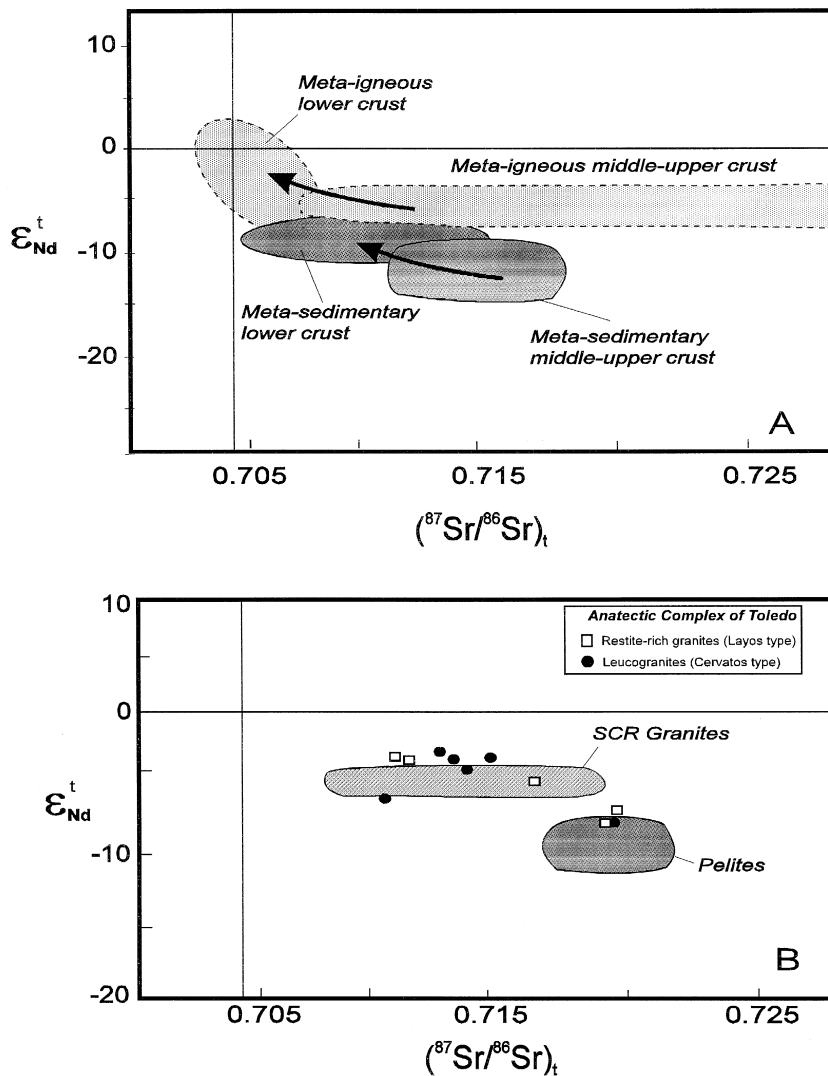 10
Meta-igneous
lower crust
0
Meta-igneous middle-upper crust
εNd t
-10
Meta-sedimentary
lower crust
Meta-sedimentary
middle-upper crust
-20
A
0.705
0.715
0.725
(87Sr/86Sr)t
10
Anatectic Complex of Toledo
Restite-rich granites (Layos type)
Leucogranites (Cervatos type)
0
SCR Granites
εNd t
-10
Pelites
B
-20
0.705
0.715
0.725
(87Sr/86Sr)t